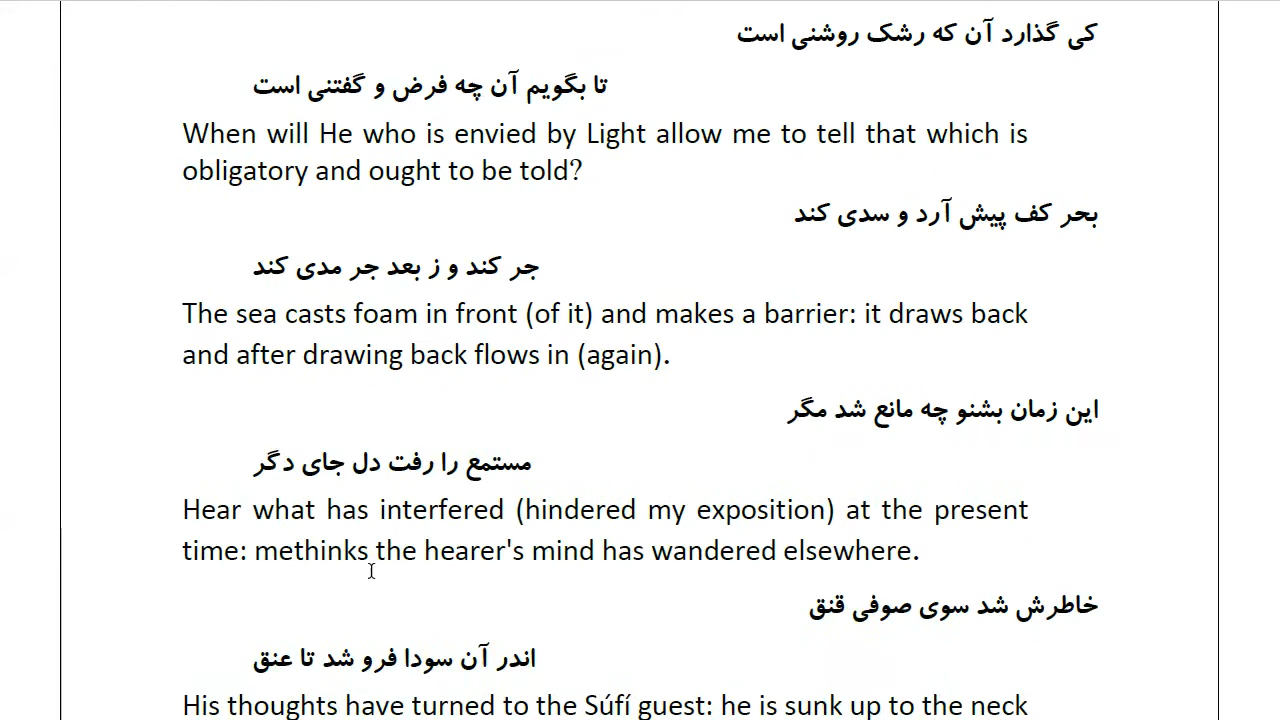 کی گذارد آن که رشک روشنی است
تا بگویم آن چه فرض و گفتنی است
When will He who is envied by Light allow me to tell that which is
obligatory and ought to be told?
بحر کف پیش آرد و سدی کند
جر کند و ز بعد جر مدی کند
The sea casts foam in front (of it) and makes a barrier: it draws back
and after drawing back flows in (again).
این زمان بشنو چه مانع شد مگر
مستمع را رفت دل جای دگر
Hear what has interfered (hindered my exposition) at the present
time: methinks the hearer's mind has wandered elsewhere.
خاطرش شد سوی صوفی قنق
اندر آن سودا فرو شد تا عنق
His thoughts have turned to the Súfí guest: he is sunk up to the neck